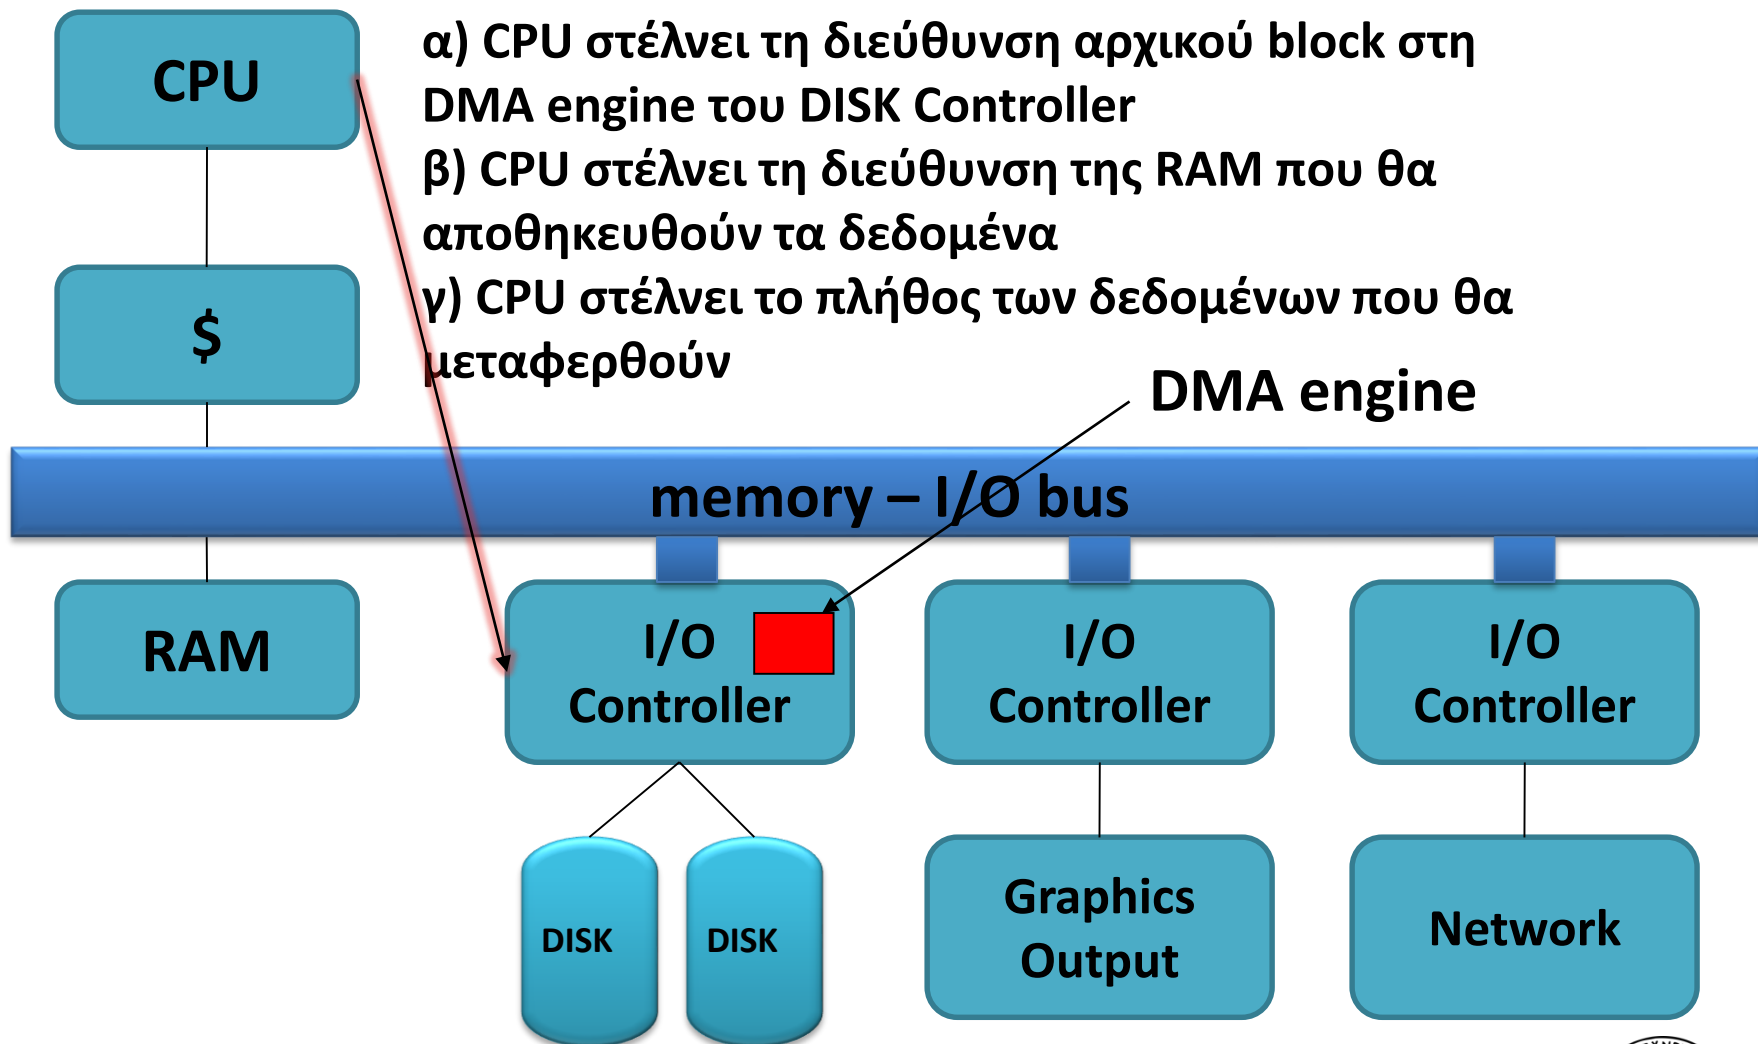 CPU
α) CPU στέλνει τη διεύθυνση αρχικού block στη
DMA engine του DISK Controller
β) CPU στέλνει τη διεύθυνση της RAM που θα
αποθηκευθούν τα δεδομένα
γ) CPU στέλνει το πλήθος των δεδομένων που θα
μεταφερθούν
$
DMA engine
memory – I/O bus
RAM
I/O
Controller
I/O
Controller
I/O
Controller
DISK
DISK
Graphics
Output
Network